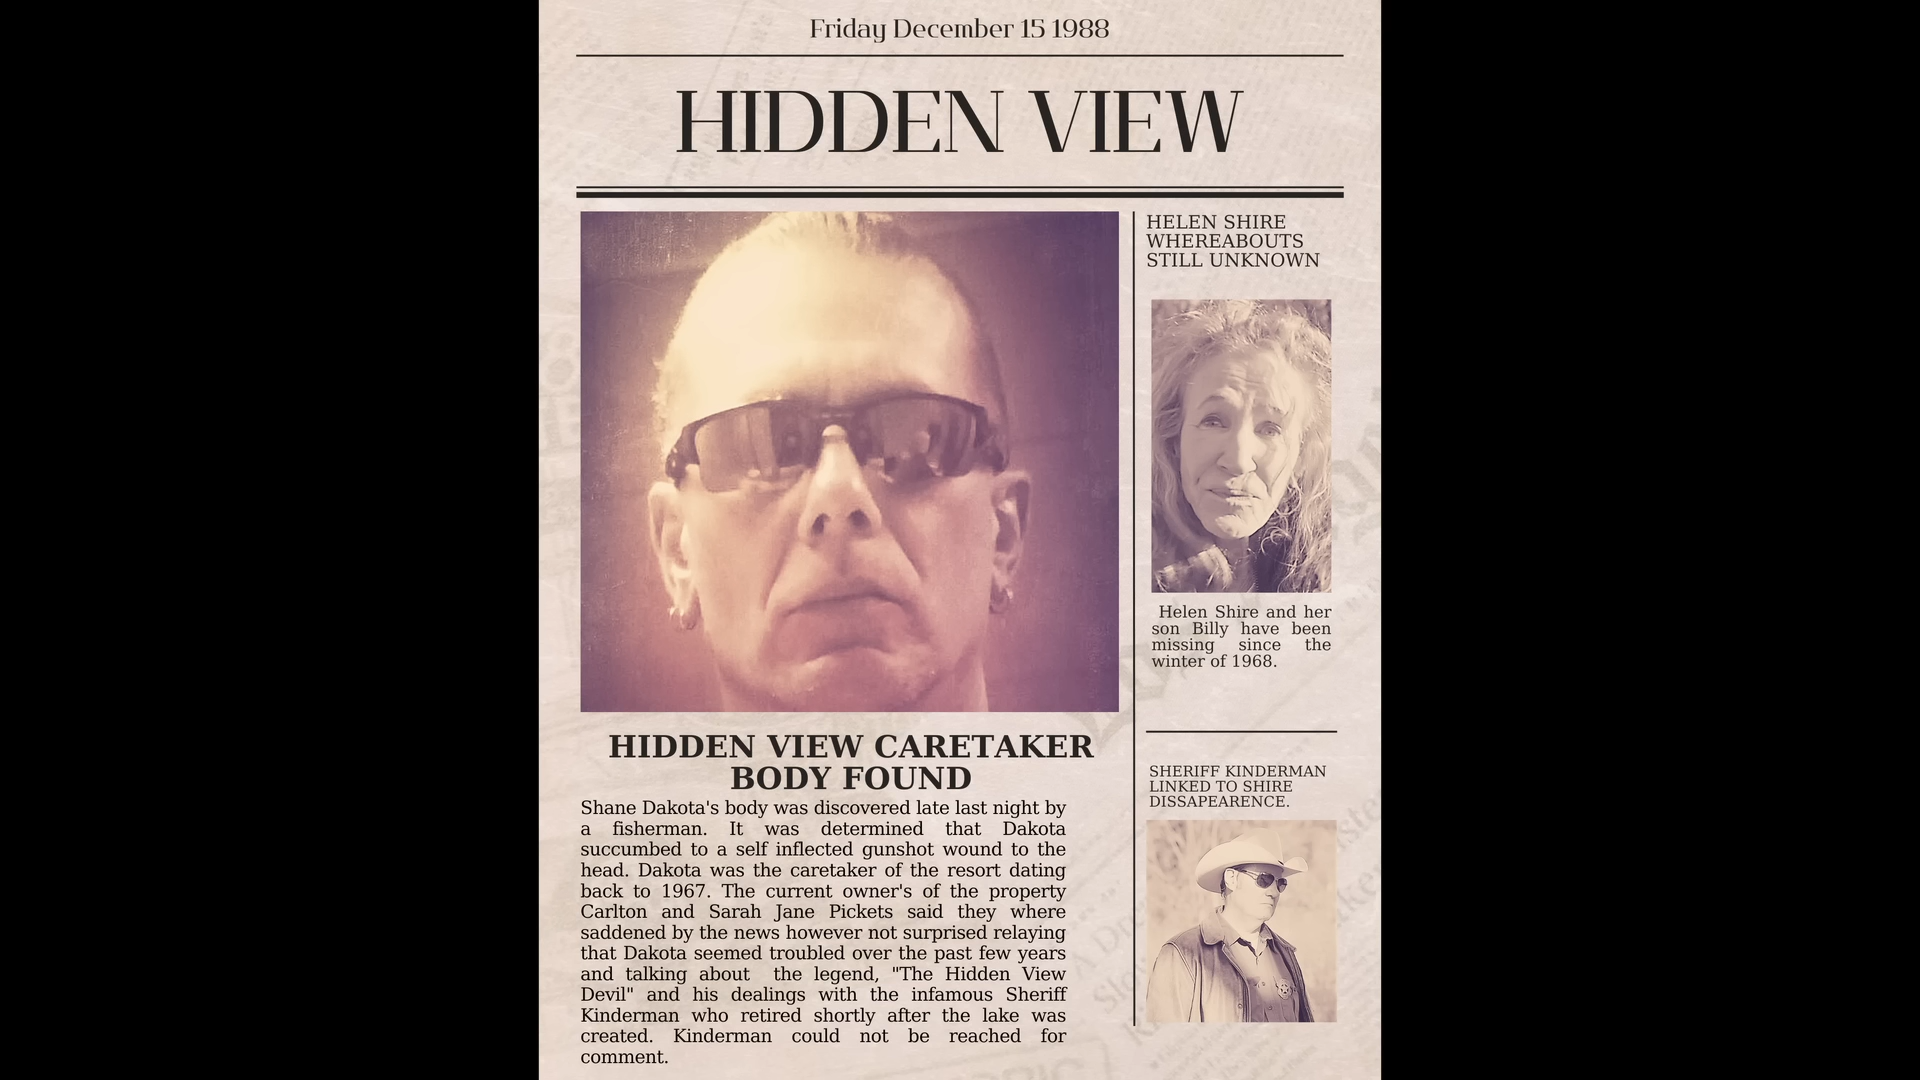 Friday December 15 1988
HIDDEN VIEW
HIDDEN VIEW CARETAKER
BODY FOUND
Shane Dakota's body was discovered late last night by
a fisherman. It was determined that Dakota
succumbed to a self inflected gunshot wound to the
head. Dakota was the caretaker of the resort dating
back to 1967. The current owner's of the property
Carlton and Sarah Jane Pickets said they where
saddened by the news however not surprised relaying
that Dakota seemed troubled over the past few years
and talking about the legend, "The Hidden View
Devil" and his dealings with the infamous Sheriff
Kinderman who retired shortly after the lake was
created. Kinderman could not be reached for
comment.
HELEN SHIRE
WHEREABOUTS
STILL UNKNOWN
Helen Shire and her
son Billy have been
missing since the
winter of 1968.
SHERIFF KINDERMAN
LINKED TO SHIRE
DISSAPEARENCE.